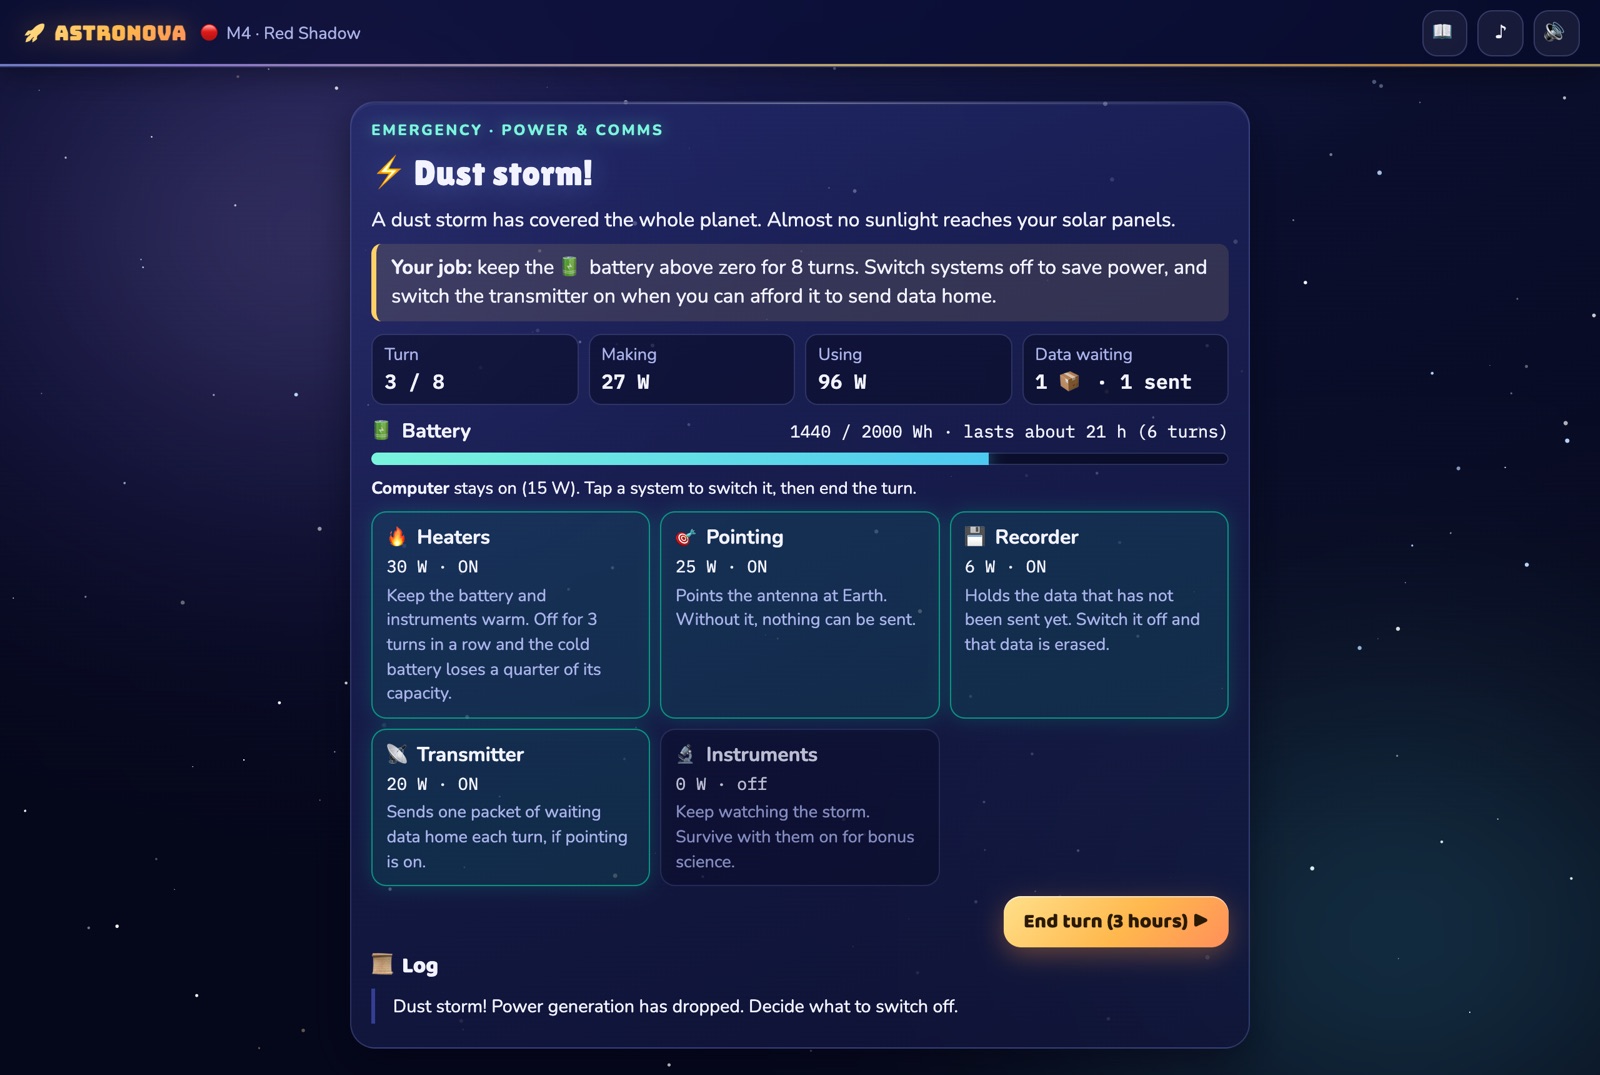 ASTRONOVA M4 · Red Shadow
EMERGENCY · POWER & COMMS
Dust storm!
A dust storm has covered the whole planet. Almost no sunlight reaches your solar panels.
Your job: keep the battery above zero for 8 turns. Switch systems off to save power, and
switch the transmitter on when you can afford it to send data home.
Turn
3 / 8
Making
27 W
Using
96 W
Data waiting
1 · 1 sent
Battery
1440 / 2000 Wh · lasts about 21 h (6 turns)
Computer stays on (15 W). Tap a system to switch it, then end the turn.
Heaters
30 W · ON
Keep the battery and
instruments warm. Off for 3
turns in a row and the cold
battery loses a quarter of its
capacity.
Pointing
25 W · ON
Points the antenna at Earth.
Without it, nothing can be sent.
Recorder
6 W · ON
Holds the data that has not
been sent yet. Switch it off and
that data is erased.
Transmitter
20 W · ON
Sends one packet of waiting
data home each turn, if pointing
is on.
Instruments
0 W · off
Keep watching the storm.
Survive with them on for bonus
science.
End turn (3 hours) ▶
Log
Dust storm! Power generation has dropped. Decide what to switch off.